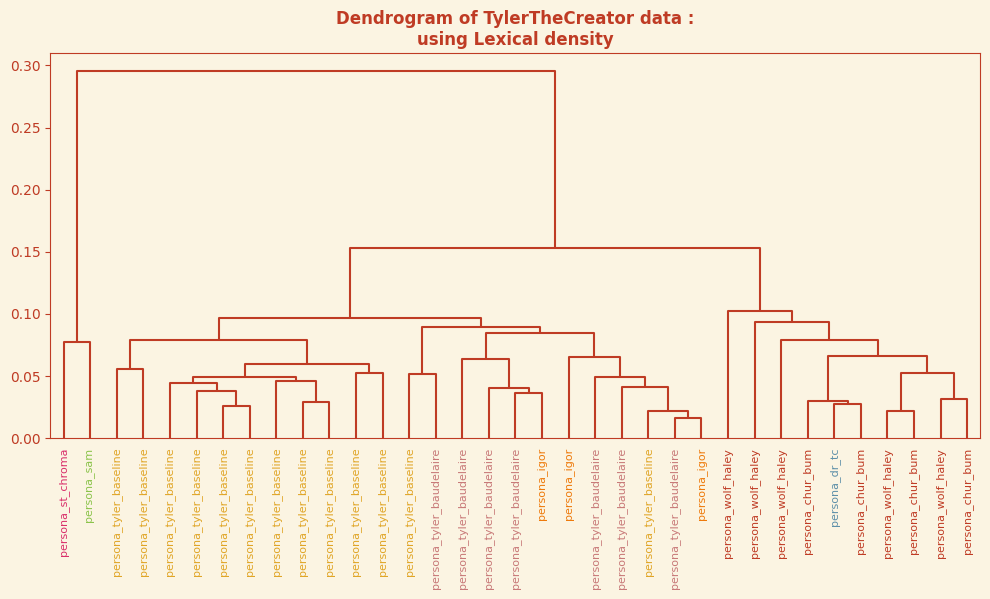 Dendrogram of TylerTheCreator data :
using Lexical density
0.30
0.25
0.20
0.15
0.10
0.05
0.00
persona_st_chroma
persona_sam
persona_tyler_baseline
persona_tyler_baseline
persona_tyler_baseline
persona_tyler_baseline
persona_tyler_baseline
persona_tyler_baseline
persona_tyler_baseline
persona_tyler_baseline
persona_tyler_baseline
persona_tyler_baseline
persona_tyler_baseline
persona_tyler_baseline
persona_tyler_baudelaire
persona_tyler_baudelaire
persona_tyler_baudelaire
persona_tyler_baudelaire
persona_igor
persona_igor
persona_tyler_baudelaire
persona_tyler_baudelaire
persona_tyler_baseline
persona_tyler_baudelaire
persona_igor
persona_wolf_haley
persona_wolf_haley
persona_wolf_haley
persona_chur_bum
persona_dr_tc
persona_chur_bum
persona_wolf_haley
persona_chur_bum
persona_wolf_haley
persona_chur_bum